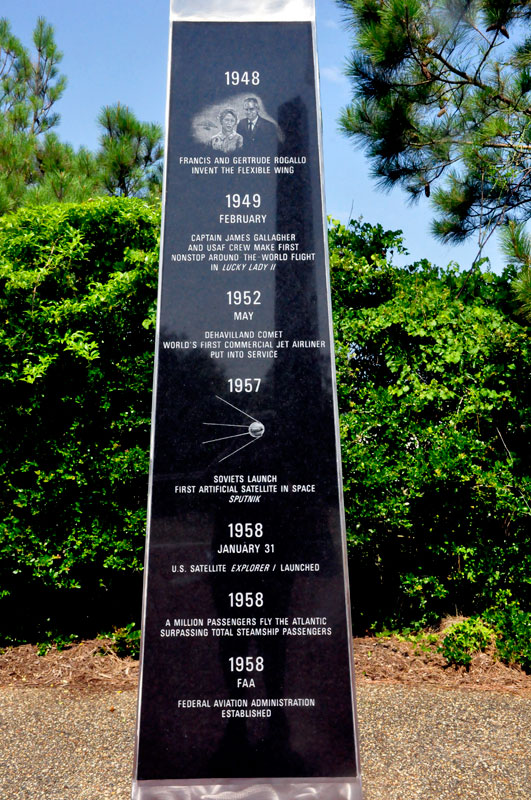 1948
FRANCIS AND GERTRUDE ROGALLO
INVENT THE FLEXIBLE WING
1949
FEBRUARY
CAPTAIN JAMES GALLAGHER
AND USAF CREW MAKE FIRST
NONSTOP AROUND THE WORLD FLIGHT
IN LUCKY LADY II
1952
MAY
DEHAVILLAND COMET
WORLD'S FIRST COMMERCIAL JET AIRLINER
PUT INTO SERVICE
1957
SOVIETS LAUNCH
FIRST ARTIFICIAL SATELLITE IN SPACE
SPUTNIK
1958
JANUARY 31
U.S. SATELLITE EXPLORER I LAUNCHED
1958
A MILLION PASSENGERS FLY THE ATLANTIC
SURPASSING TOTAL STEAMSHIP PASSENGERS
1958
FAA
FEDERAL AVIATION ADMINISTRATION
ESTABLISHED